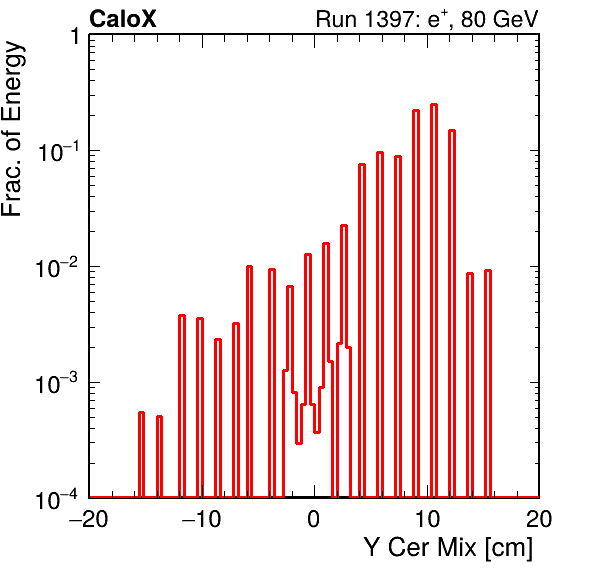 CaloX Run 1397: e⁺, 80 GeV
Frac. of Energy
1
10⁻¹
10⁻²
10⁻³
10⁻⁴
−20 −10 0 10 20
Y Cer Mix [cm]